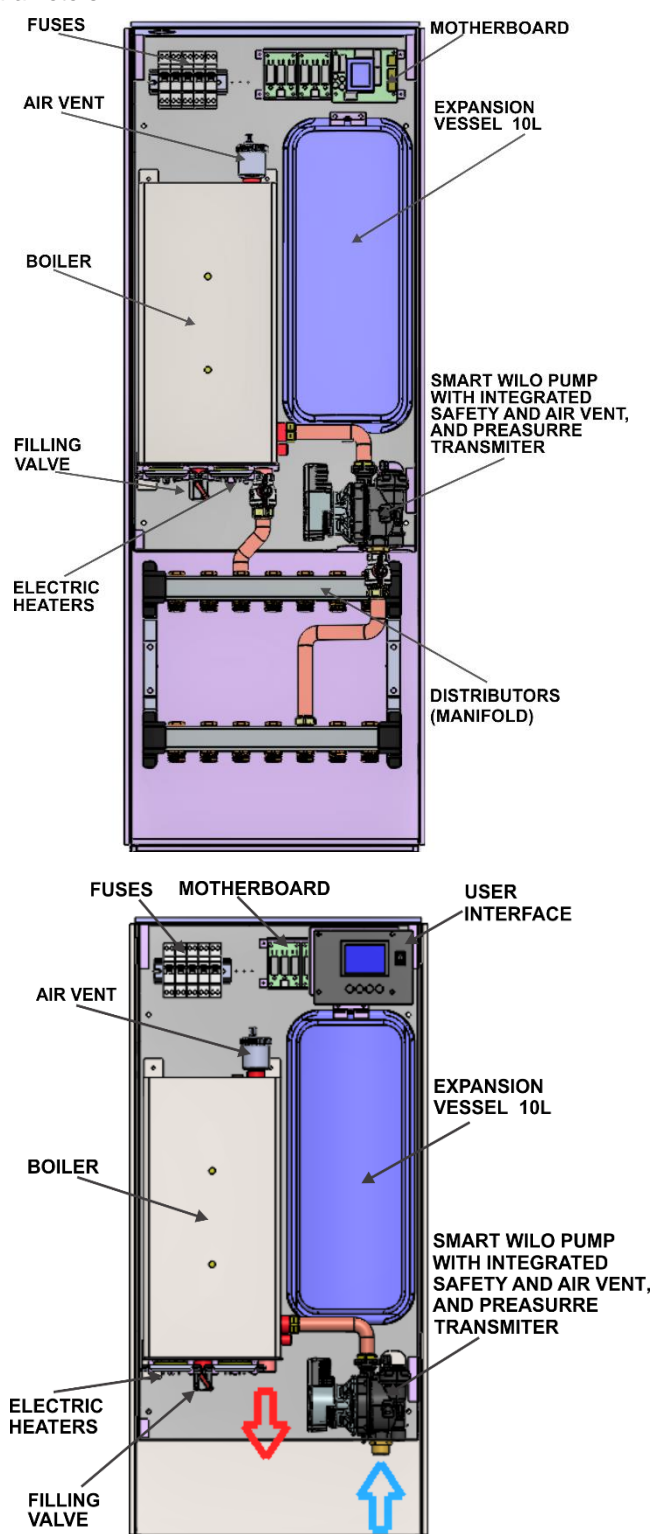 FUSES
MOTHERBOARD
AIR VENT
EXPANSION
VESSEL 10L
BOILER
SMART WILO PUMP
WITH INTEGRATED
SAFETY AND AIR VENT,
AND PREASURRE
TRANSMITER
FILLING
VALVE
ELECTRIC
HEATERS
DISTRIBUTORS
(MANIFOLD)
FUSES
MOTHERBOARD
USER
INTERFACE
AIR VENT
EXPANSION
VESSEL 10L
BOILER
SMART WILO PUMP
WITH INTEGRATED
SAFETY AND AIR VENT,
AND PREASURRE
TRANSMITER
ELECTRIC
HEATERS
FILLING
VALVE